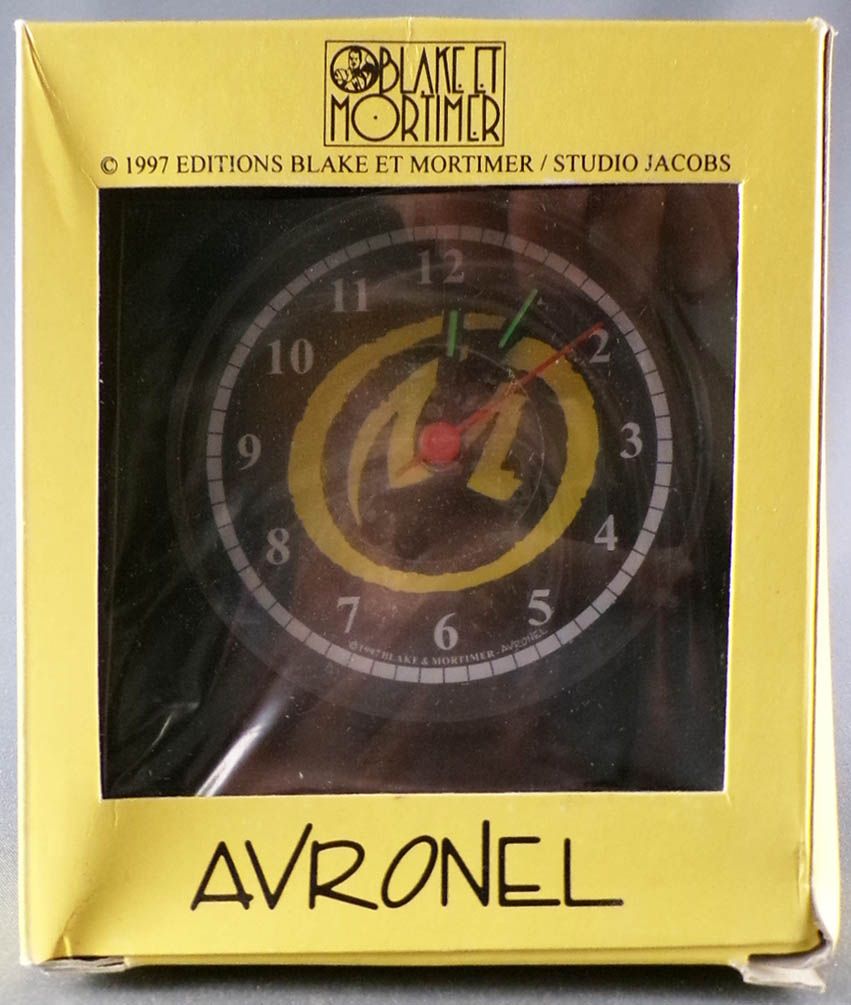 BLAKE ET
MORTIMER
© 1997 EDITIONS BLAKE ET MORTIMER / STUDIO JACOBS
12
11
10
2
9
3
8
4
7
5
6
M
© 1997 BLAKE & MORTIMER - AVRONEL
AVRONEL